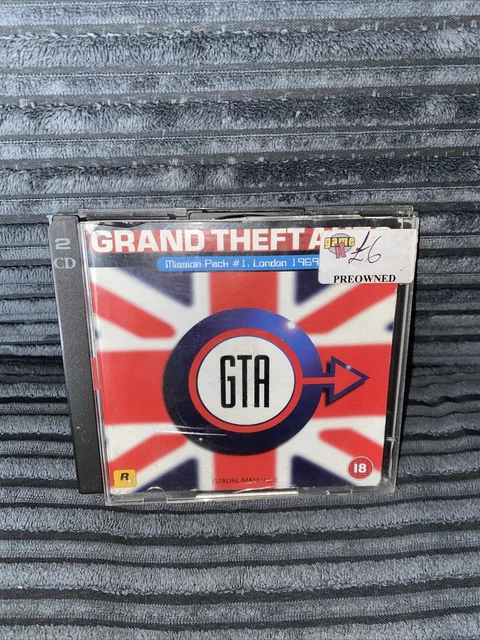 2
CD
GRAND THEFT A
Mission Pack #1, London 1969
game
£6
PREOWNED
GTA
R
18